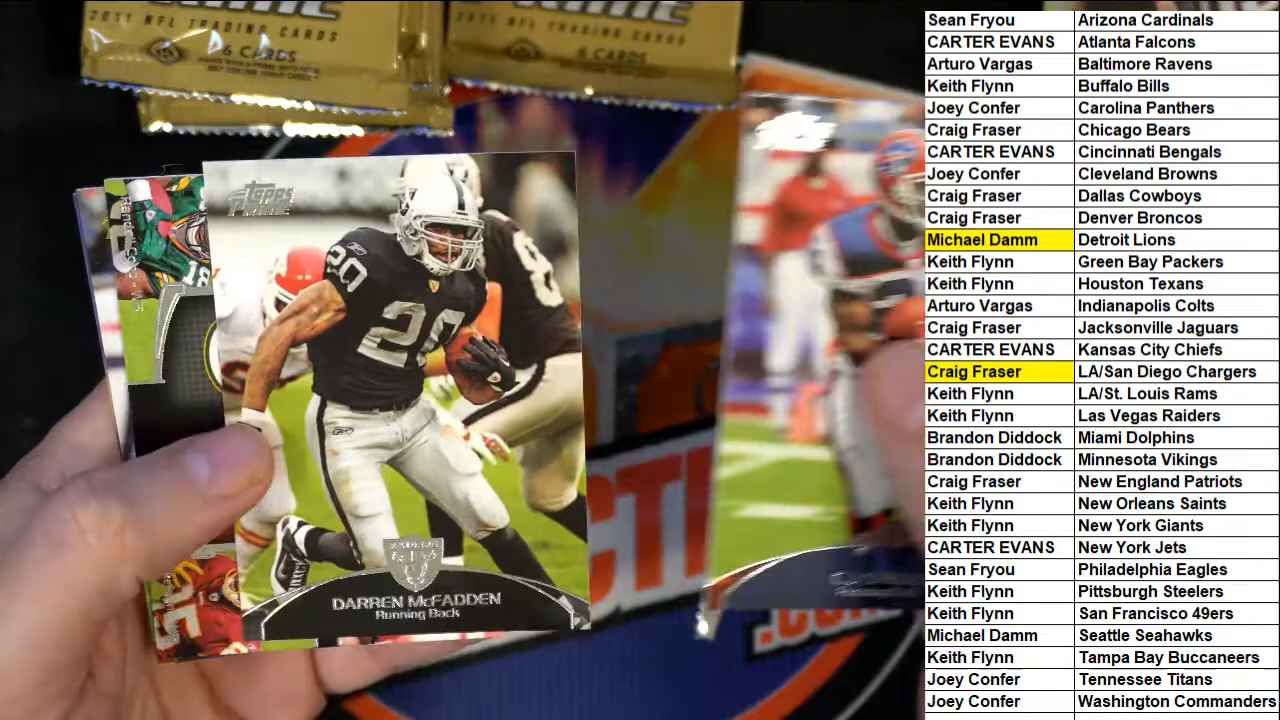 2011 NFL TRADING CARDS
6 CARDS
2011 NFL TRADING CARDS
6 CARDS
TOPPS
PRIME
18
20
20
8
RAIDERS
DARREN McFADDEN
Running Back
CTI
.CO
Sean Fryou Arizona Cardinals
CARTER EVANS Atlanta Falcons
Arturo Vargas Baltimore Ravens
Keith Flynn Buffalo Bills
Joey Confer Carolina Panthers
Craig Fraser Chicago Bears
CARTER EVANS Cincinnati Bengals
Joey Confer Cleveland Browns
Craig Fraser Dallas Cowboys
Craig Fraser Denver Broncos
Michael Damm Detroit Lions
Keith Flynn Green Bay Packers
Keith Flynn Houston Texans
Arturo Vargas Indianapolis Colts
Craig Fraser Jacksonville Jaguars
CARTER EVANS Kansas City Chiefs
Craig Fraser LA/San Diego Chargers
Keith Flynn LA/St. Louis Rams
Keith Flynn Las Vegas Raiders
Brandon Diddock Miami Dolphins
Brandon Diddock Minnesota Vikings
Craig Fraser New England Patriots
Keith Flynn New Orleans Saints
Keith Flynn New York Giants
CARTER EVANS New York Jets
Sean Fryou Philadelphia Eagles
Keith Flynn Pittsburgh Steelers
Keith Flynn San Francisco 49ers
Michael Damm Seattle Seahawks
Keith Flynn Tampa Bay Buccaneers
Joey Confer Tennessee Titans
Joey Confer Washington Commanders